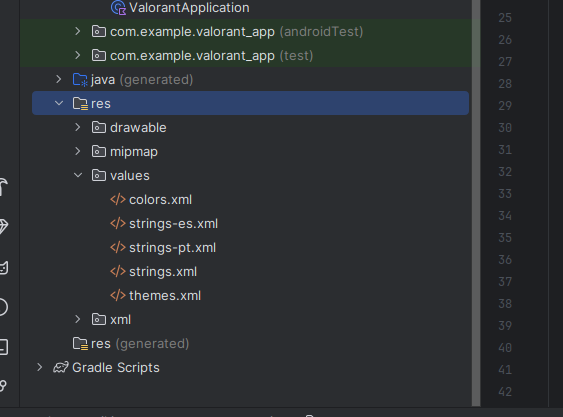 ValorantApplication
25
com.example.valorant_app (androidTest)
26
com.example.valorant_app (test)
27
java (generated)
28
res
29
drawable
30
mipmap
31
values
32
colors.xml
33
strings-es.xml
34
strings-pt.xml
35
strings.xml
36
themes.xml
37
38
xml
39
res (generated)
40
Gradle Scripts
41
42